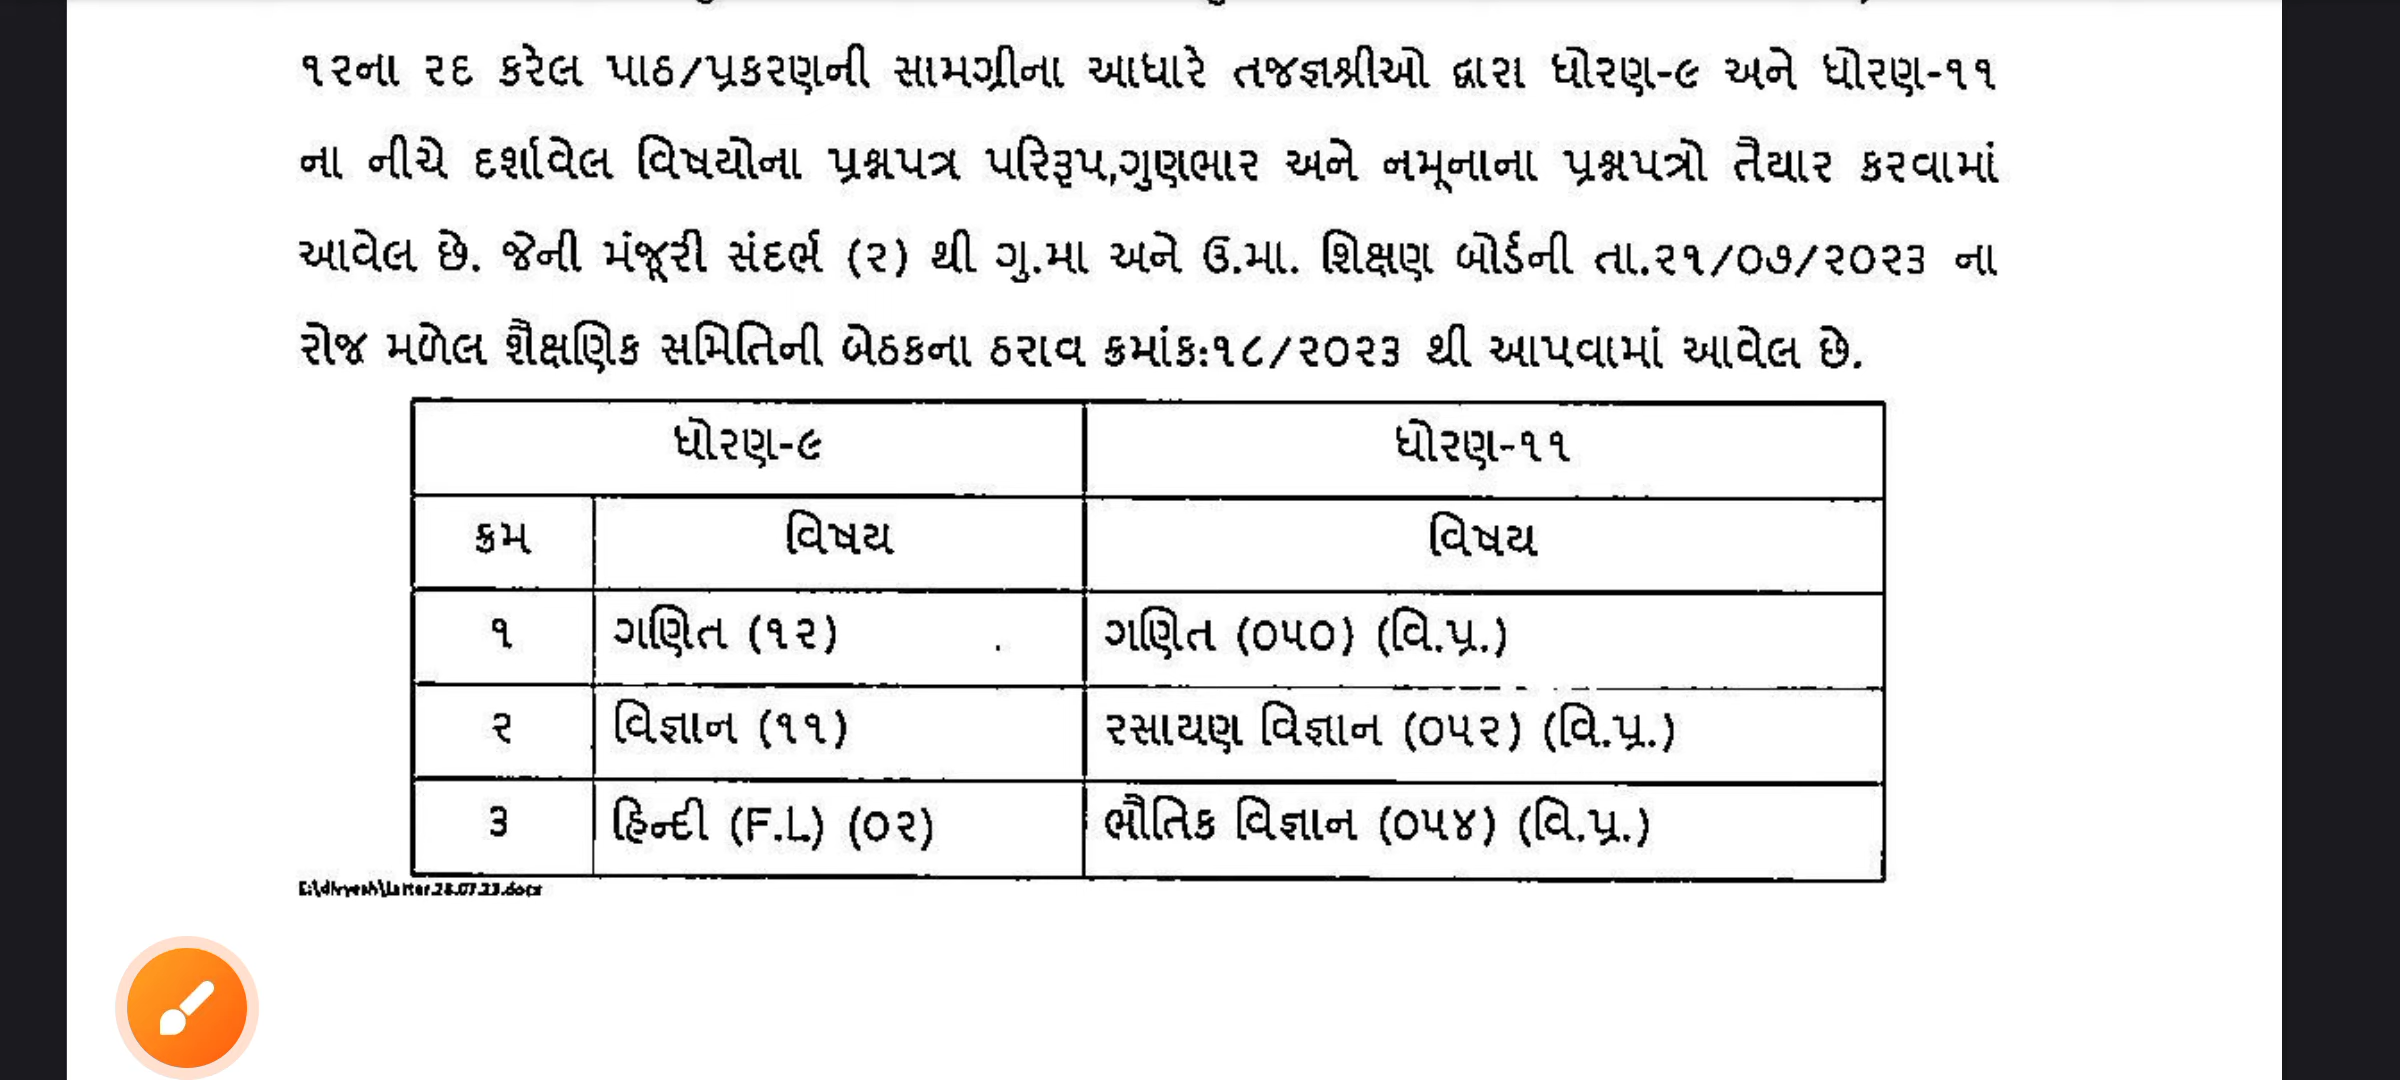 ૧૨ના રદ કરેલ પાઠ/પ્રકરણની સામગ્રીના આધારે તજજ્ઞશ્રીઓ દ્વારા ધોરણ-૯ અને ધોરણ-૧૧
ના નીચે દર્શાવેલ વિષયોના પ્રશ્નપત્ર પરિરૂપ,ગુણભાર અને નમૂનાના પ્રશ્નપત્રો તૈયાર કરવામાં
આવેલ છે. જેની મંજૂરી સંદર્ભ (૨) થી ગુ.મા અને ઉ.મા. શિક્ષણ બોર્ડની તા.૨૧/૦૭/૨૦૨૩ ના
રોજ મળેલ શૈક્ષણિક સમિતિની બેઠકના ઠરાવ ક્રમાંક:૧૮/૨૦૨૩ થી આપવામાં આવેલ છે.
ધોરણ-૯ ધોરણ-૧૧
ક્રમ વિષય વિષય
૧ ગણિત (૧૨) ગણિત (૦૫૦) (વિ.પ્ર.)
૨ વિજ્ઞાન (૧૧) રસાયણ વિજ્ઞાન (૦૫૨) (વિ.પ્ર.)
૩ હિન્દી (F.L) (૦૨) ભૌતિક વિજ્ઞાન (૦૫૪) (વિ.પ્ર.)